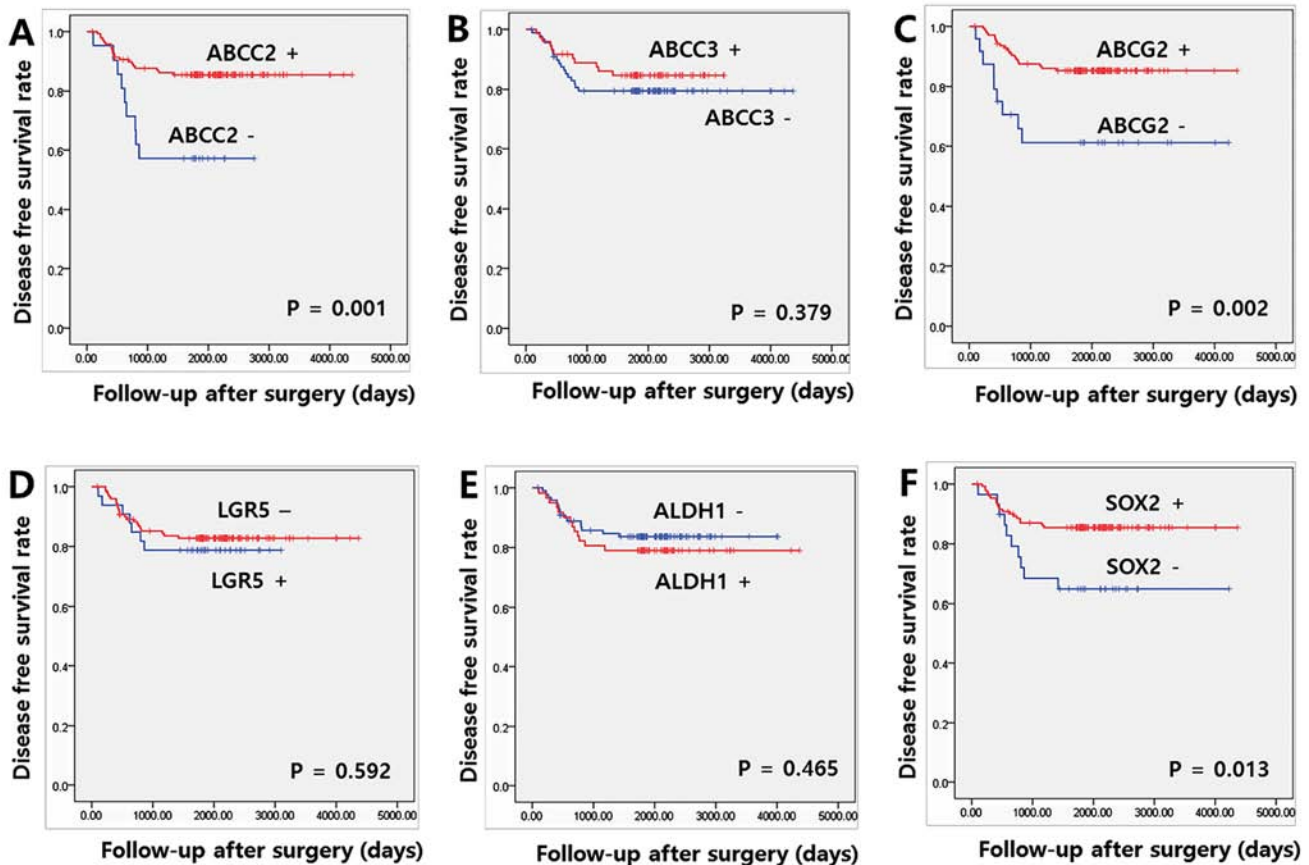 A
Disease free survival rate
1.0
0.8
0.6
0.4
0.2
0.0
ABCC2 +
ABCC2 -
P = 0.001
0.00 1000.00 2000.00 3000.00 4000.00 5000.00
Follow-up after surgery (days)
B
Disease free survival rate
1.0
0.8
0.6
0.4
0.2
0.0
ABCC3 +
ABCC3 -
P = 0.379
0.00 1000.00 2000.00 3000.00 4000.00 5000.00
Follow-up after surgery (days)
C
Disease free survival rate
1.0
0.8
0.6
0.4
0.2
0.0
ABCG2 +
ABCG2 -
P = 0.002
0.00 1000.00 2000.00 3000.00 4000.00 5000.00
Follow-up after surgery (days)
D
Disease free survival rate
1.0
0.8
0.6
0.4
0.2
0.0
LGR5 –
LGR5 +
P = 0.592
0.00 1000.00 2000.00 3000.00 4000.00 5000.00
Follow-up after surgery (days)
E
Disease free survival rate
1.0
0.8
0.6
0.4
0.2
0.0
ALDH1 -
ALDH1 +
P = 0.465
0.00 1000.00 2000.00 3000.00 4000.00 5000.00
Follow-up after surgery (days)
F
Disease free survival rate
1.0
0.8
0.6
0.4
0.2
0.0
SOX2 +
SOX2 -
P = 0.013
0.00 1000.00 2000.00 3000.00 4000.00 5000.00
Follow-up after surgery (days)